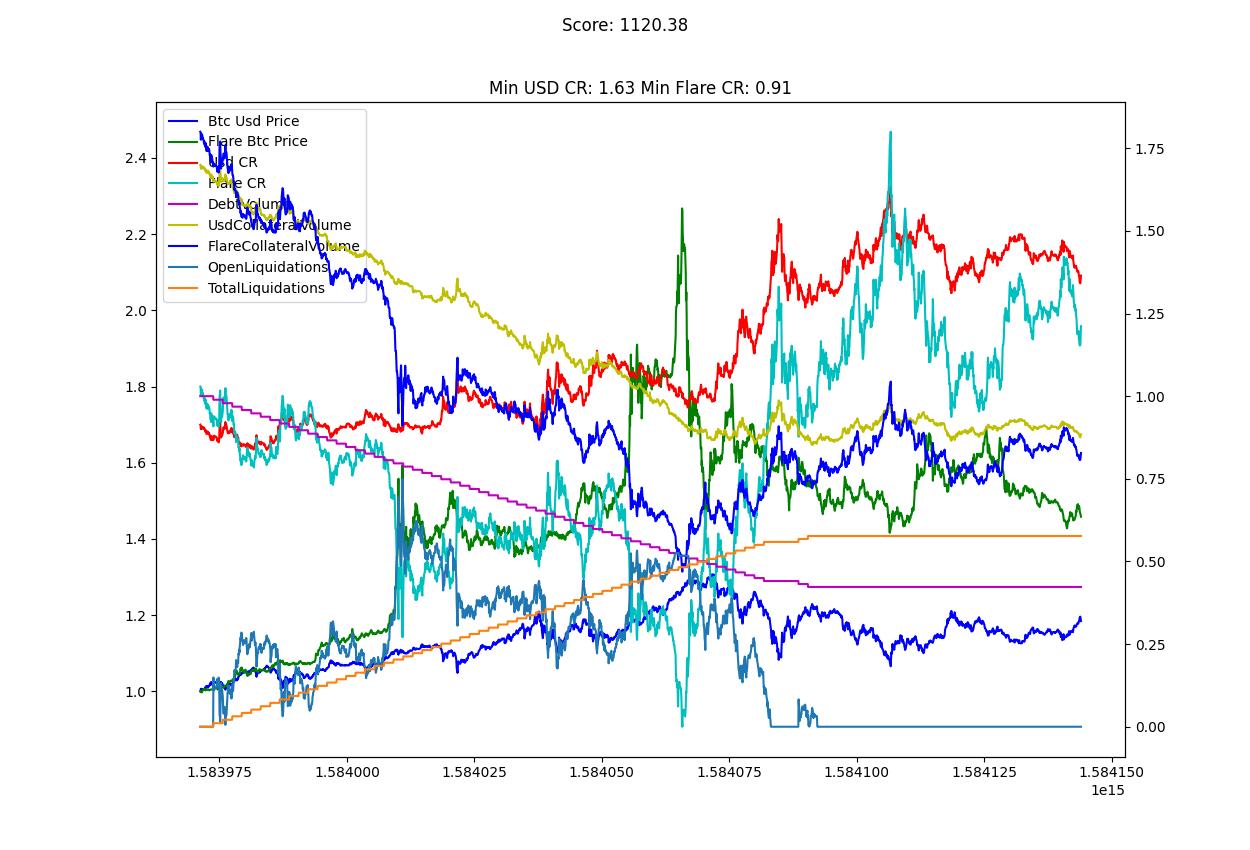 Score: 1120.38
Min USD CR: 1.63 Min Flare CR: 0.91
Btc Usd Price
Flare Btc Price
Usd CR
Flare CR
DebtVolume
UsdCollateralVolume
FlareCollateralVolume
OpenLiquidations
TotalLiquidations
2.4
2.2
2.0
1.8
1.6
1.4
1.2
1.0
1.75
1.50
1.25
1.00
0.75
0.50
0.25
0.00
1.583975 1.584000 1.584025 1.584050 1.584075 1.584100 1.584125 1.584150
1e15